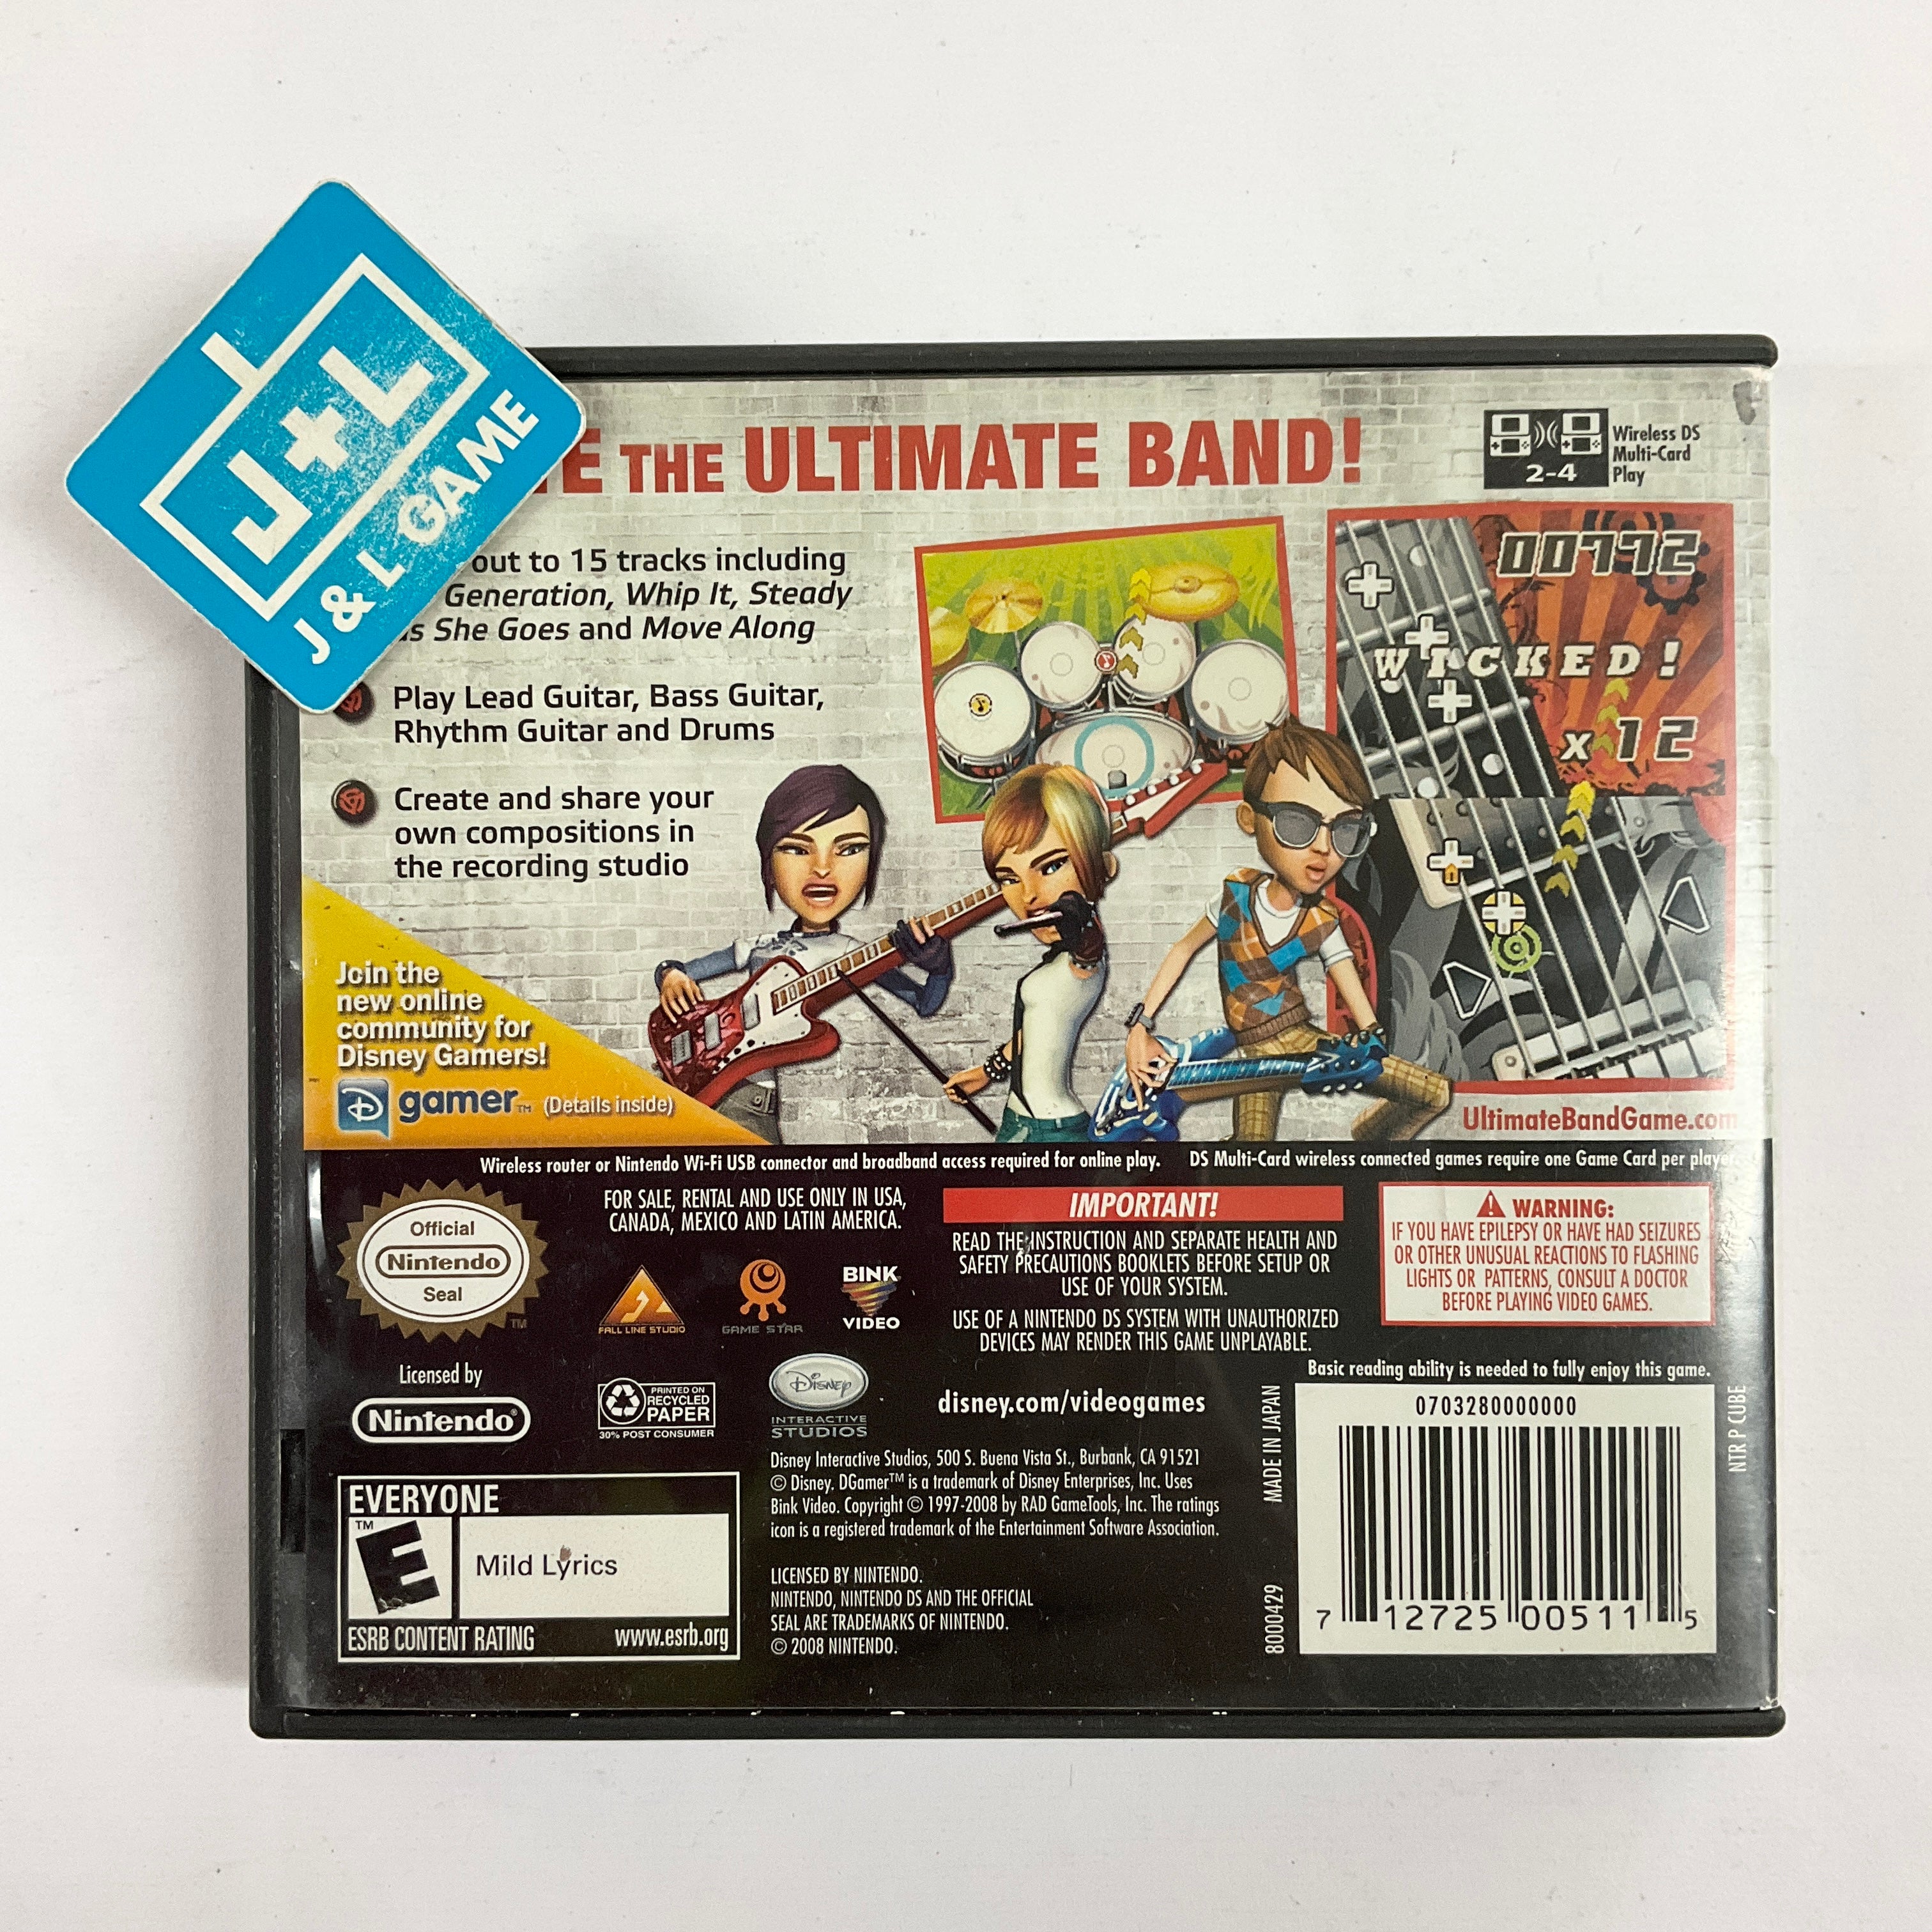 J+L
J & L GAME
THE ULTIMATE BAND!
2-4
Wireless DS
Multi-Card
Play
out to 15 tracks including
Generation, Whip It, Steady
She Goes and Move Along
Play Lead Guitar, Bass Guitar,
Rhythm Guitar and Drums
Create and share your
own compositions in
the recording studio
00772
WICKED!
x12
Join the
new online
community for
Disney Gamers!
D gamer™ (Details inside)
UltimateBandGame.com
Wireless router or Nintendo Wi-Fi USB connector and broadband access required for online play. DS Multi-Card wireless connected games require one Game Card per player.
Official
Nintendo
Seal
TM
FOR SALE, RENTAL AND USE ONLY IN USA,
CANADA, MEXICO AND LATIN AMERICA.
FALL LINE STUDIO
GAME STAR
BINK
VIDEO
IMPORTANT!
READ THE INSTRUCTION AND SEPARATE HEALTH AND
SAFETY PRECAUTIONS BOOKLETS BEFORE SETUP OR
USE OF YOUR SYSTEM.
USE OF A NINTENDO DS SYSTEM WITH UNAUTHORIZED
DEVICES MAY RENDER THIS GAME UNPLAYABLE.
WARNING:
IF YOU HAVE EPILEPSY OR HAVE HAD SEIZURES
OR OTHER UNUSUAL REACTIONS TO FLASHING
LIGHTS OR PATTERNS, CONSULT A DOCTOR
BEFORE PLAYING VIDEO GAMES.
Basic reading ability is needed to fully enjoy this game.
Licensed by
Nintendo®
PRINTED ON
RECYCLED
PAPER
30% POST CONSUMER
Disney
INTERACTIVE
STUDIOS
disney.com/videogames
Disney Interactive Studios, 500 S. Buena Vista St., Burbank, CA 91521
© Disney. DGamer™ is a trademark of Disney Enterprises, Inc. Uses
Bink Video. Copyright © 1997-2008 by RAD GameTools, Inc. The ratings
icon is a registered trademark of the Entertainment Software Association.
LICENSED BY NINTENDO.
NINTENDO, NINTENDO DS AND THE OFFICIAL
SEAL ARE TRADEMARKS OF NINTENDO.
© 2008 NINTENDO.
EVERYONE
TM
E
Mild Lyrics
ESRB CONTENT RATING www.esrb.org
MADE IN JAPAN
8000429
0703280000000
7 12725 00511 5
NTR P CUBE